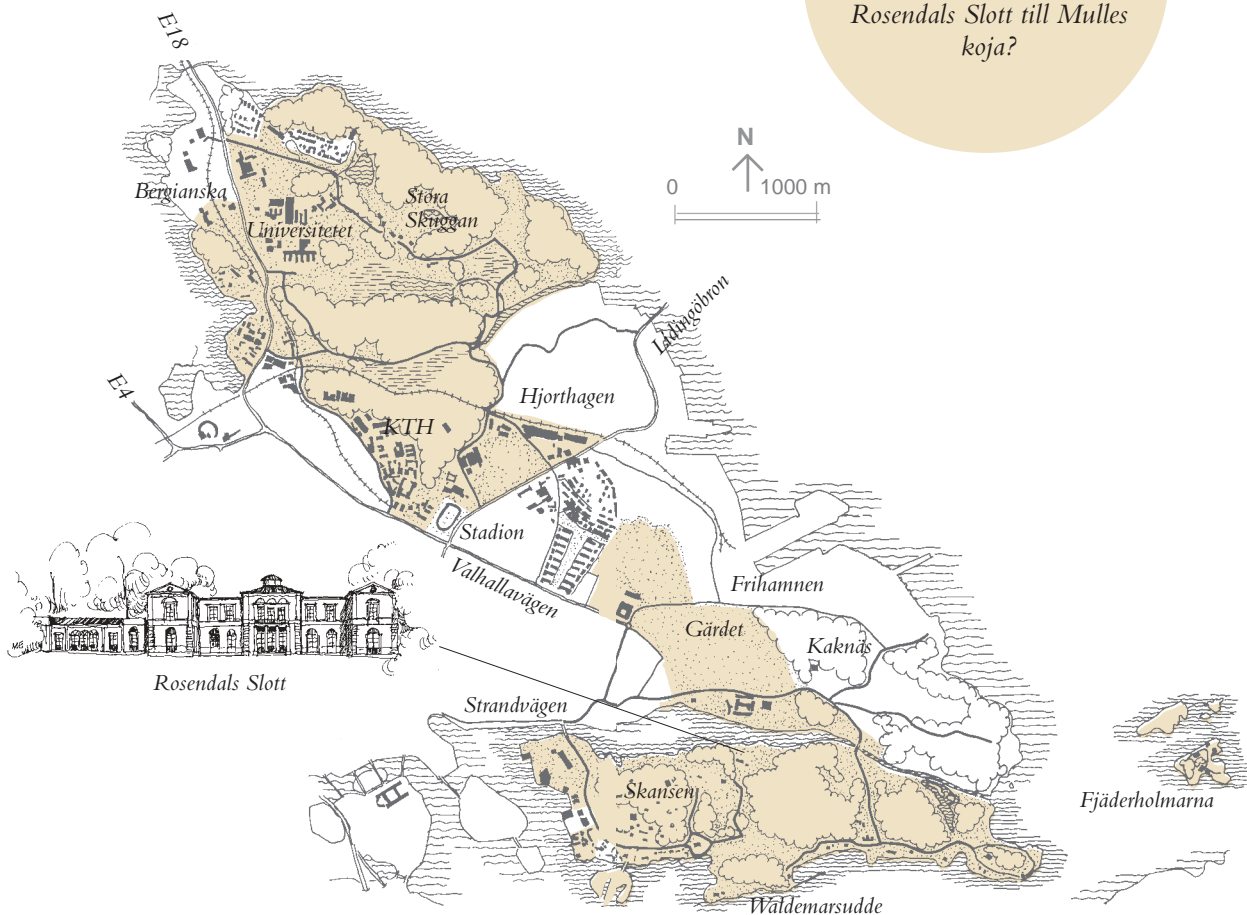 Rosendals Slott till Mulles
koja?
E18
N
0 1000 m
Bergianska
Stora
Skuggan
Universitetet
Lidingöbron
E4
Hjorthagen
KTH
Stadion
Valhallavägen
Frihamnen
Gärdet
Kaknäs
Rosendals Slott
Strandvägen
Skansen
Fjäderholmarna
Waldemarsudde